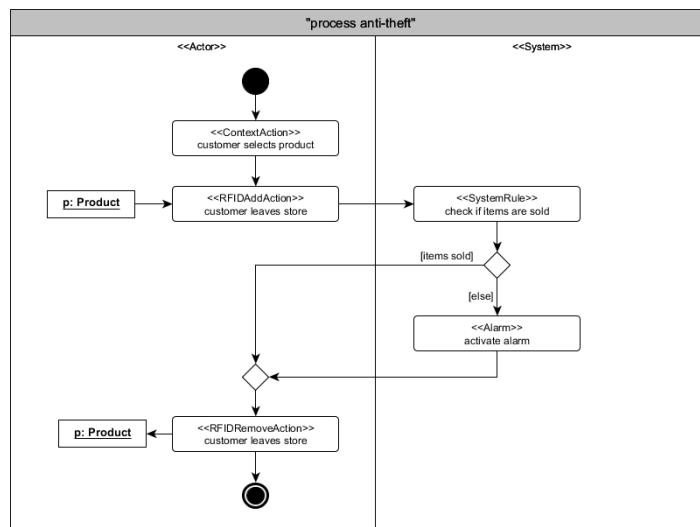 "process anti-theft"
<<Actor>>
<<System>>
<<ContextAction>>
customer selects product
p: Product
<<RFIDAddAction>>
customer leaves store
<<SystemRule>>
check if items are sold
[items sold]
[else]
<<Alarm>>
activate alarm
p: Product
<<RFIDRemoveAction>>
customer leaves store